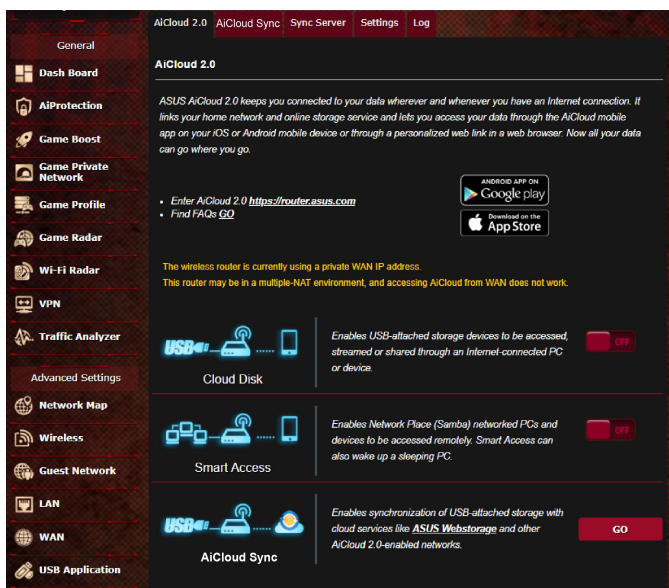 AiCloud 2.0
AiCloud Sync
Sync Server
Settings
Log
General
Dash Board
AiProtection
Game Boost
Game Private
Network
Game Profile
Game Radar
Wi-Fi Radar
VPN
Traffic Analyzer
Advanced Settings
Network Map
Wireless
Guest Network
LAN
WAN
USB Application
AiCloud 2.0
ASUS AiCloud 2.0 keeps you connected to your data wherever and whenever you have an Internet connection. It
links your home network and online storage service and lets you access your data through the AiCloud mobile
app on your iOS or Android mobile device or through a personalized web link in a web browser. Now all your data
can go where you go.
• Enter AiCloud 2.0 https://router.asus.com
• Find FAQs GO
ANDROID APP ON
Google play
Download on the
App Store
The wireless router is currently using a private WAN IP address.
This router may be in a multiple-NAT environment, and accessing AiCloud from WAN does not work.
USB
Cloud Disk
Enables USB-attached storage devices to be accessed,
streamed or shared through an Internet-connected PC
or device.
OFF
Smart Access
Enables Network Place (Samba) networked PCs and
devices to be accessed remotely. Smart Access can
also wake up a sleeping PC.
OFF
USB
AiCloud Sync
Enables synchronization of USB-attached storage with
cloud services like ASUS Webstorage and other
AiCloud 2.0-enabled networks.
GO